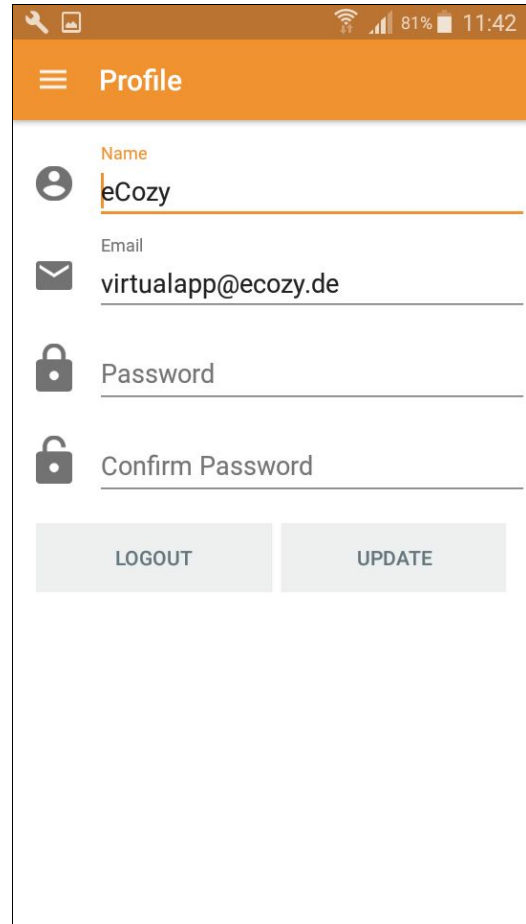 81% 11:42
Profile
Name
eCozy
Email
virtualapp@ecozy.de
Password
Confirm Password
LOGOUT UPDATE